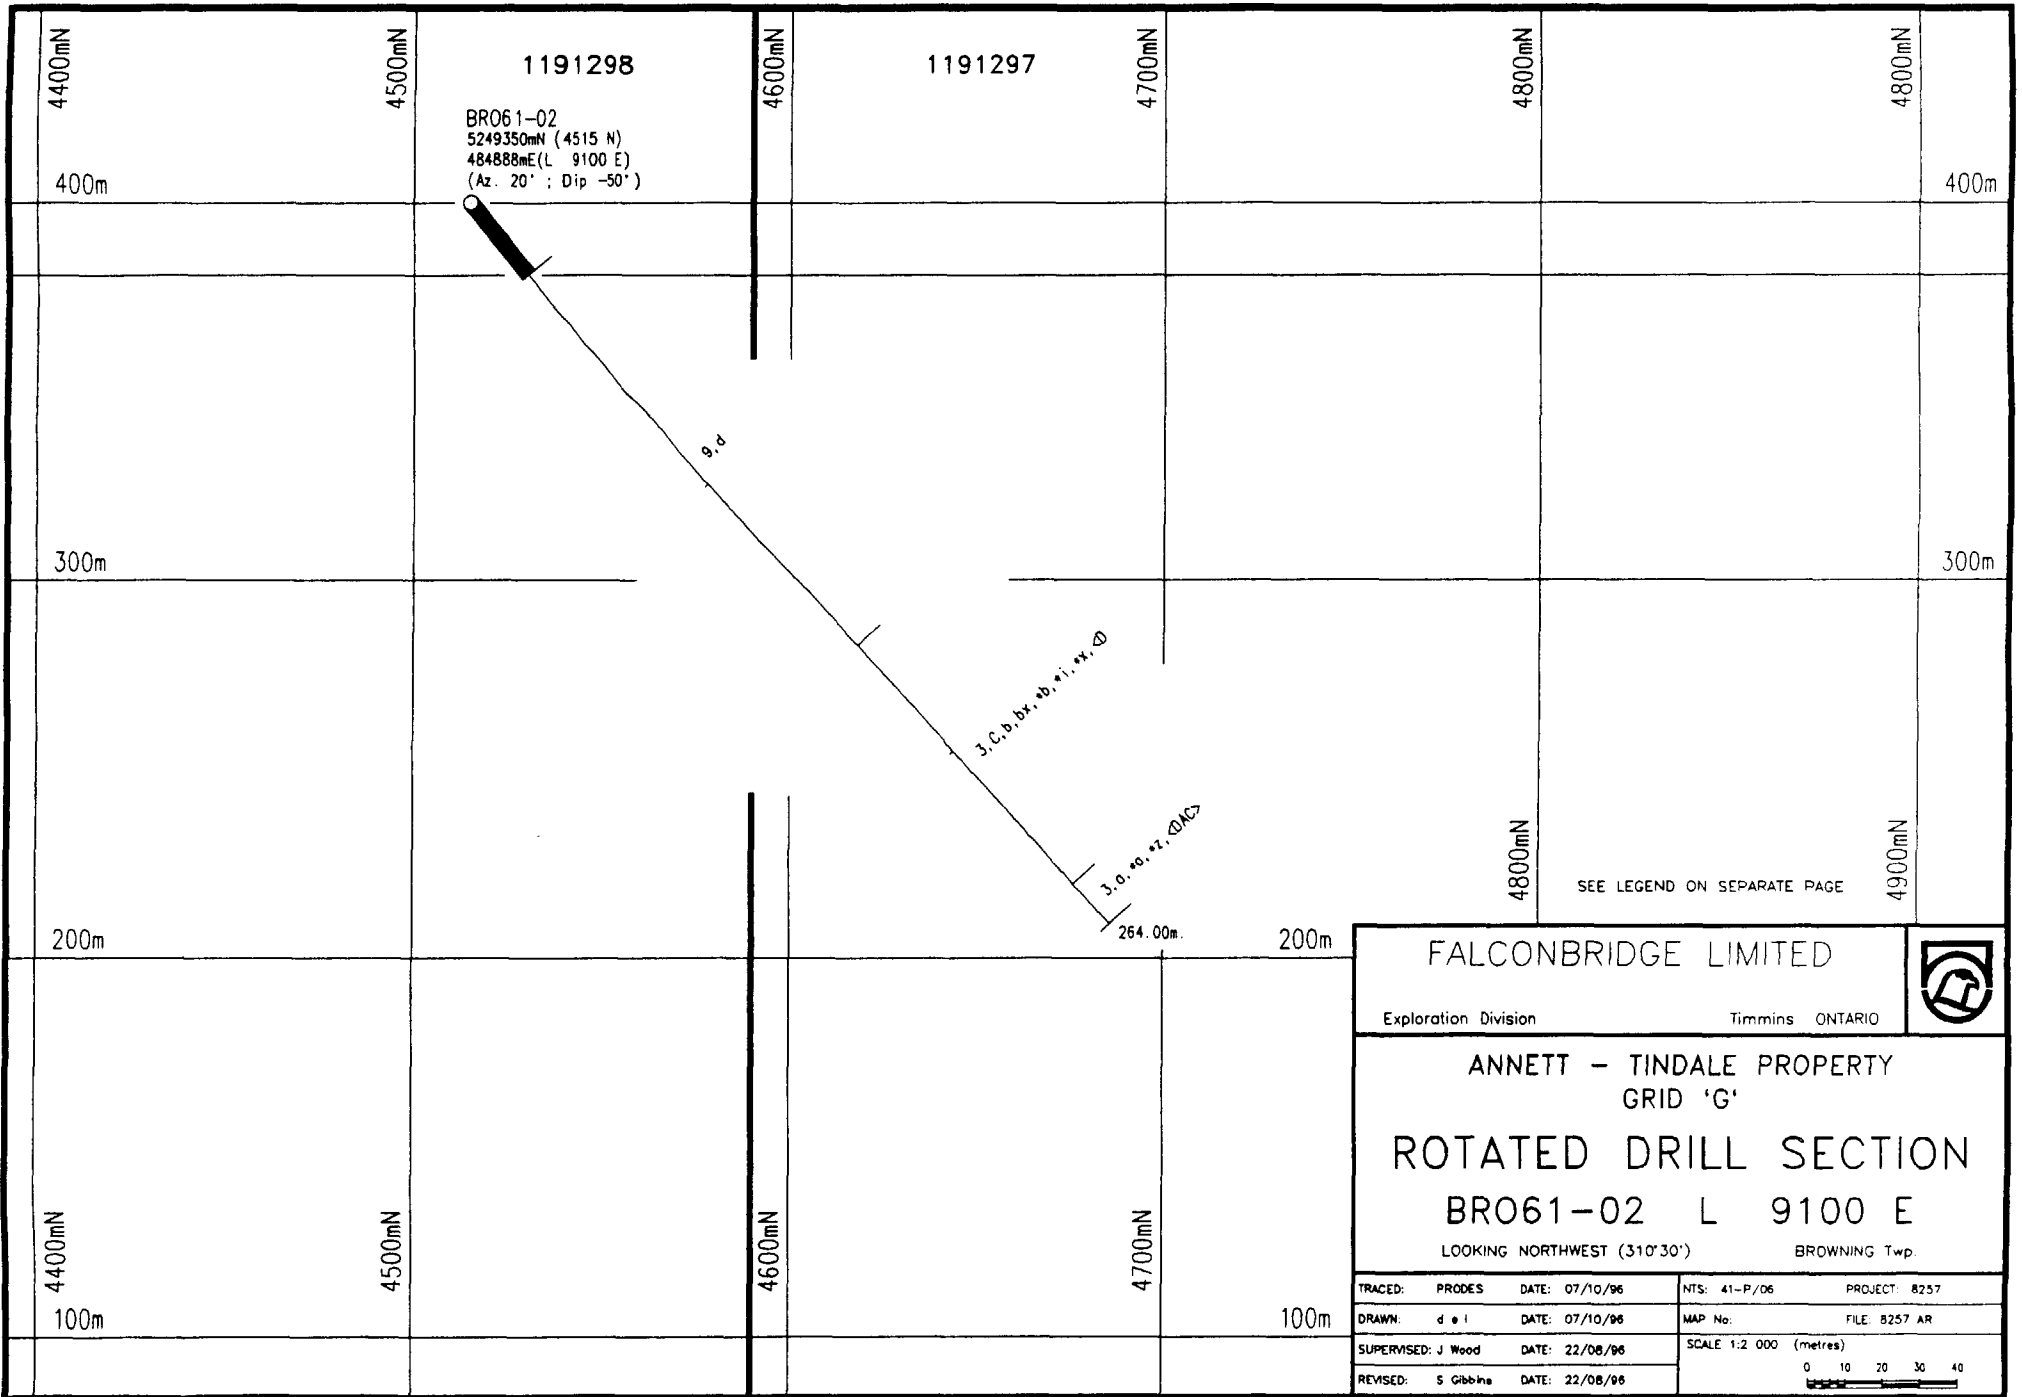 4400mN
4500mN
1191298
4600mN
1191297
4700mN
4800mN
4800mN
BRO61-02
5249350mN (4515 N)
484888mE(L 9100 E)
(Az. 20° ; Dip -50°)
400m
400m
9,d
300m
300m
3,C,b,bx,*b,*i,*x,<D
3,a,*a,*z,<DAC>
264.00m.
4800mN
4900mN
SEE LEGEND ON SEPARATE PAGE
200m
200m
FALCONBRIDGE LIMITED
Exploration Division Timmins ONTARIO
ANNETT - TINDALE PROPERTY
GRID 'G'
ROTATED DRILL SECTION
BRO61-02 L 9100 E
LOOKING NORTHWEST (310°30') BROWNING Twp.
4400mN
4500mN
4600mN
4700mN
100m
100m
TRACED: PRODES DATE: 07/10/96 NTS: 41-P/06 PROJECT: 8257
DRAWN: d e l DATE: 07/10/96 MAP No: FILE: 8257 AR
SUPERVISED: J Wood DATE: 22/08/96 SCALE 1:2 000 (metres)
0 10 20 30 40
REVISED: S Gibbins DATE: 22/08/96